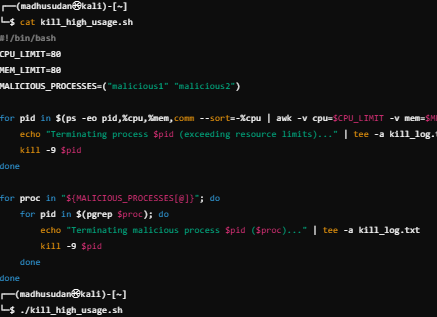 ┌──(madhusudan㉿kali)-[~]
└─$ cat kill_high_usage.sh
#!/bin/bash
CPU_LIMIT=80
MEM_LIMIT=80
MALICIOUS_PROCESSES=("malicious1" "malicious2")
for pid in $(ps -eo pid,%cpu,%mem,comm --sort=-%cpu | awk -v cpu=$CPU_LIMIT -v mem=$M
echo "Terminating process $pid (exceeding resource limits)..." | tee -a kill_log.t
kill -9 $pid
done
for proc in "${MALICIOUS_PROCESSES[@]}"; do
for pid in $(pgrep $proc); do
echo "Terminating malicious process $pid ($proc)..." | tee -a kill_log.txt
kill -9 $pid
done
done
┌──(madhusudan㉿kali)-[~]
└─$ ./kill_high_usage.sh